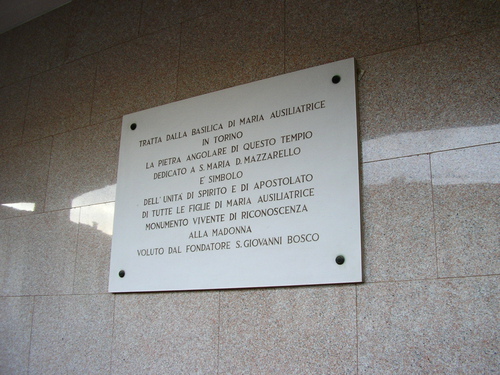 TRATTA DALLA BASILICA DI MARIA AUSILIATRICE
IN TORINO
LA PIETRA ANGOLARE DI QUESTO TEMPIO
DEDICATO A S. MARIA D. MAZZARELLO
E' SIMBOLO
DELL' UNITA DI SPIRITO E DI APOSTOLATO
DI TUTTE LE FIGLIE DI MARIA AUSILIATRICE
MONUMENTO VIVENTE DI RICONOSCENZA
ALLA MADONNA
VOLUTO DAL FONDATORE S. GIOVANNI BOSCO